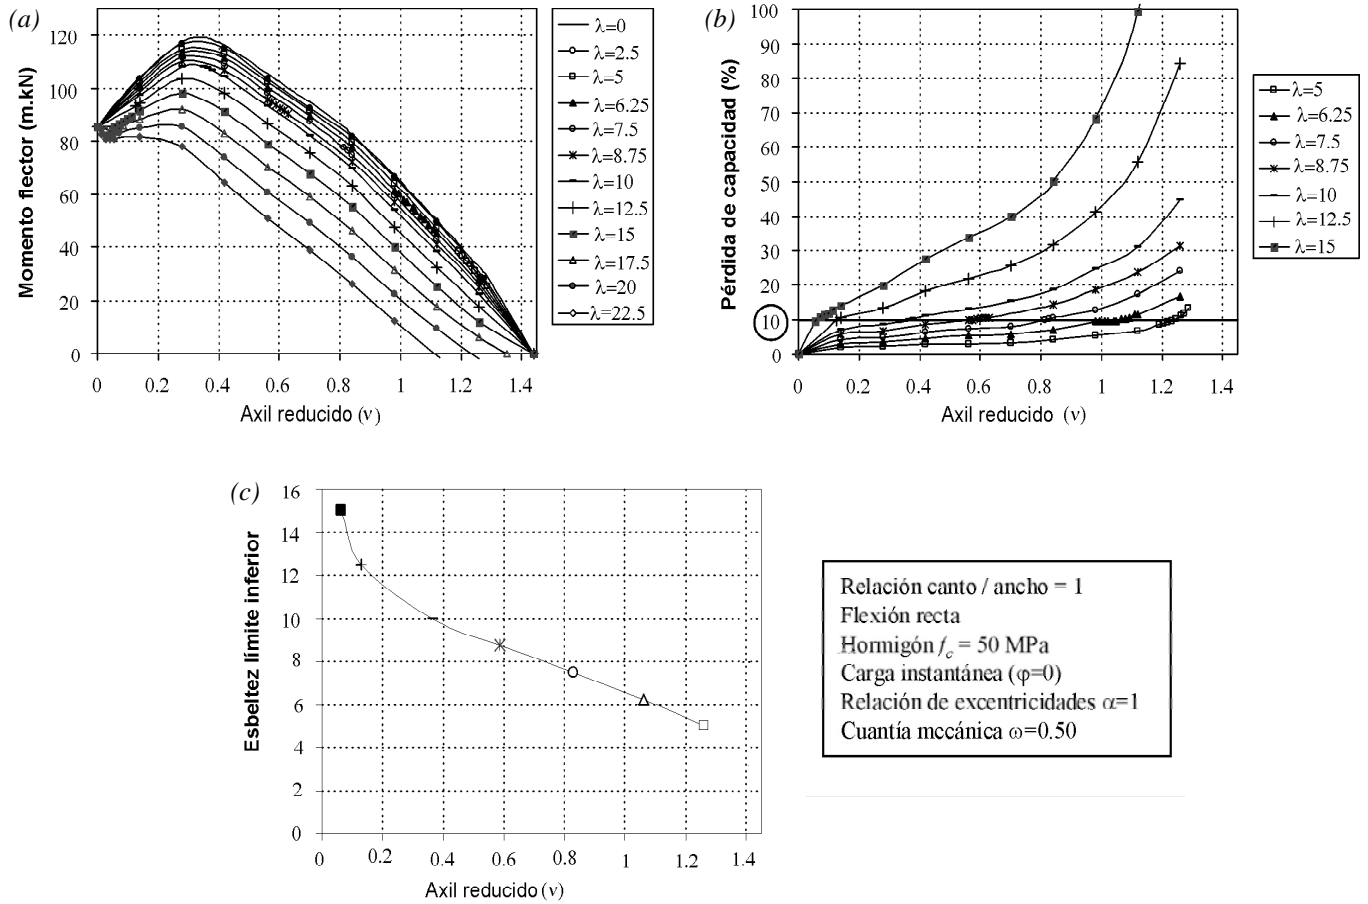 (a)
Momento flector (m.kN)
120
100
80
60
40
20
0
0 0.2 0.4 0.6 0.8 1 1.2 1.4
Axil reducido (ν)
λ=0
λ=2.5
λ=5
λ=6.25
λ=7.5
λ=8.75
λ=10
λ=12.5
λ=15
λ=17.5
λ=20
λ=22.5
(b)
Pérdida de capacidad (%)
100
90
80
70
60
50
40
30
20
10
0
0 0.2 0.4 0.6 0.8 1 1.2 1.4
Axil reducido (ν)
λ=5
λ=6.25
λ=7.5
λ=8.75
λ=10
λ=12.5
λ=15
(c)
Esbeltez límite inferior
16
14
12
10
8
6
4
2
0
0 0.2 0.4 0.6 0.8 1 1.2 1.4
Axil reducido (ν)
Relación canto / ancho = 1
Flexión recta
Hormigón fc = 50 MPa
Carga instantánea (φ=0)
Relación de excentricidades α=1
Cuantía mecánica ω=0.50